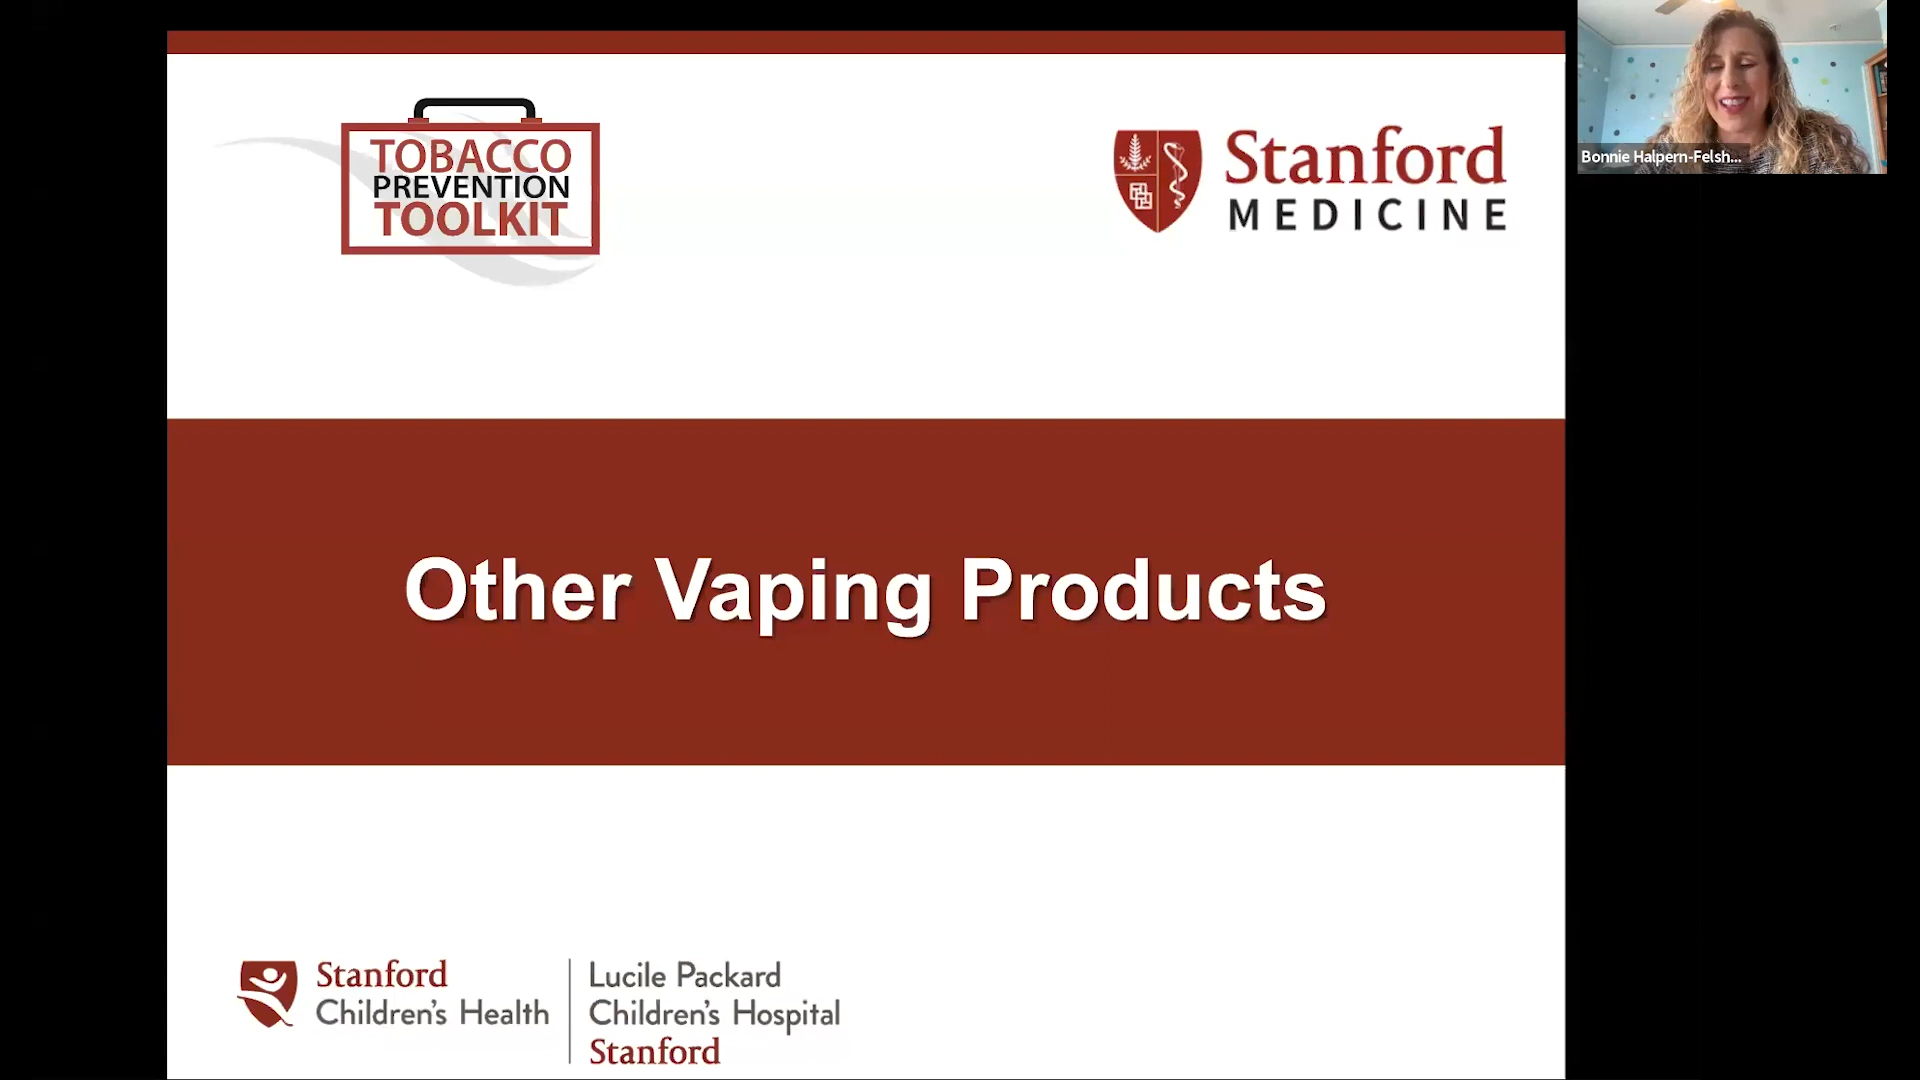 TOBACCO
PREVENTION
TOOLKIT
Stanford
MEDICINE
Bonnie Halpern-Felsh...
Other Vaping Products
Stanford
Children's Health
Lucile Packard
Children's Hospital
Stanford